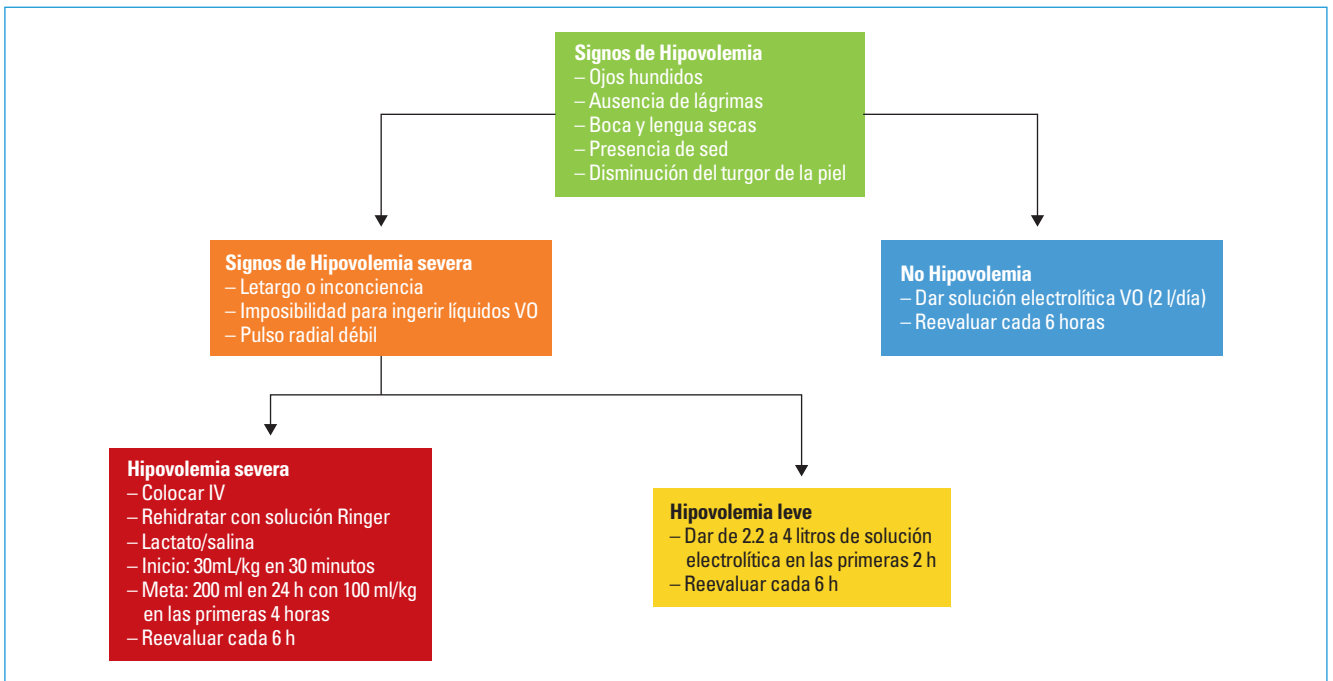 Signos de Hipovolemia
– Ojos hundidos
– Ausencia de lágrimas
– Boca y lengua secas
– Presencia de sed
– Disminución del turgor de la piel
Signos de Hipovolemia severa
– Letargo o inconciencia
– Imposibilidad para ingerir líquidos VO
– Pulso radial débil
No Hipovolemia
– Dar solución electrolítica VO (2 l/día)
– Reevaluar cada 6 horas
Hipovolemia severa
– Colocar IV
– Rehidratar con solución Ringer
– Lactato/salina
– Inicio: 30mL/kg en 30 minutos
– Meta: 200 ml en 24 h con 100 ml/kg
en las primeras 4 horas
– Reevaluar cada 6 h
Hipovolemia leve
– Dar de 2.2 a 4 litros de solución
electrolítica en las primeras 2 h
– Reevaluar cada 6 h